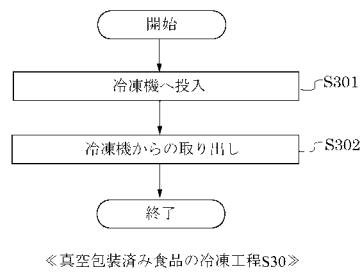 開始
冷凍機へ投入
S301
冷凍機からの取り出し
S302
終了
≪真空包装済み食品の冷凍工程S30≫